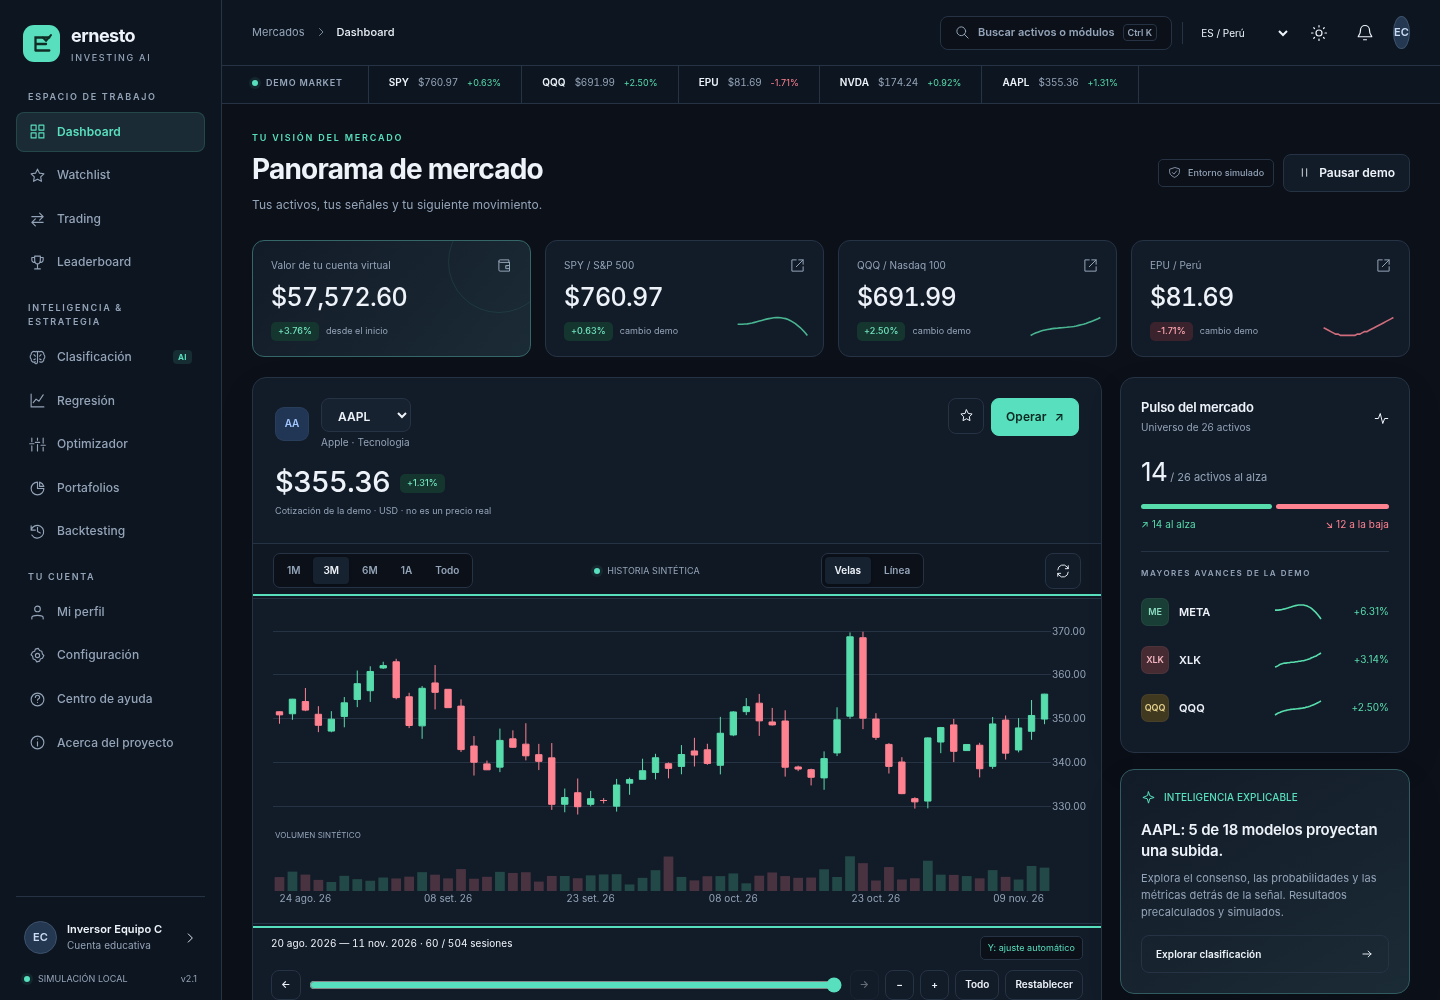 ernesto
INVESTING AI
ESPACIO DE TRABAJO
Dashboard
Watchlist
Trading
Leaderboard
INTELIGENCIA &
ESTRATEGIA
Clasificación AI
Regresión
Optimizador
Portafolios
Backtesting
TU CUENTA
Mi perfil
Configuración
Centro de ayuda
Acerca del proyecto
EC
Inversor Equipo C
Cuenta educativa
SIMULACIÓN LOCAL v2.1
Mercados Dashboard
Buscar activos o módulos Ctrl K
ES / Perú
EC
DEMO MARKET SPY $760.97 +0.63% QQQ $691.99 +2.50% EPU $81.69 -1.71% NVDA $174.24 +0.92% AAPL $355.36 +1.31%
TU VISIÓN DEL MERCADO
Panorama de mercado
Tus activos, tus señales y tu siguiente movimiento.
Entorno simulado
Pausar demo
Valor de tu cuenta virtual
$57,572.60
+3.76% desde el inicio
SPY / S&P 500
$760.97
+0.63% cambio demo
QQQ / Nasdaq 100
$691.99
+2.50% cambio demo
EPU / Perú
$81.69
-1.71% cambio demo
AA
AAPL
Apple · Tecnologia
Operar
$355.36 +1.31%
Cotización de la demo · USD · no es un precio real
1M 3M 6M 1A Todo
HISTORIA SINTÉTICA
Velas Línea
370.00
360.00
350.00
340.00
330.00
VOLUMEN SINTÉTICO
24 ago. 26 08 set. 26 23 set. 26 08 oct. 26 23 oct. 26 09 nov. 26
20 ago. 2026 — 11 nov. 2026 · 60 / 504 sesiones
Y: ajuste automático
← → − + Todo Restablecer
Pulso del mercado
Universo de 26 activos
14 / 26 activos al alza
↗ 14 al alza ↘ 12 a la baja
MAYORES AVANCES DE LA DEMO
ME META +6.31%
XLK XLK +3.14%
QQQ QQQ +2.50%
INTELIGENCIA EXPLICABLE
AAPL: 5 de 18 modelos proyectan
una subida.
Explora el consenso, las probabilidades y las
métricas detrás de la señal. Resultados
precalculados y simulados.
Explorar clasificación →